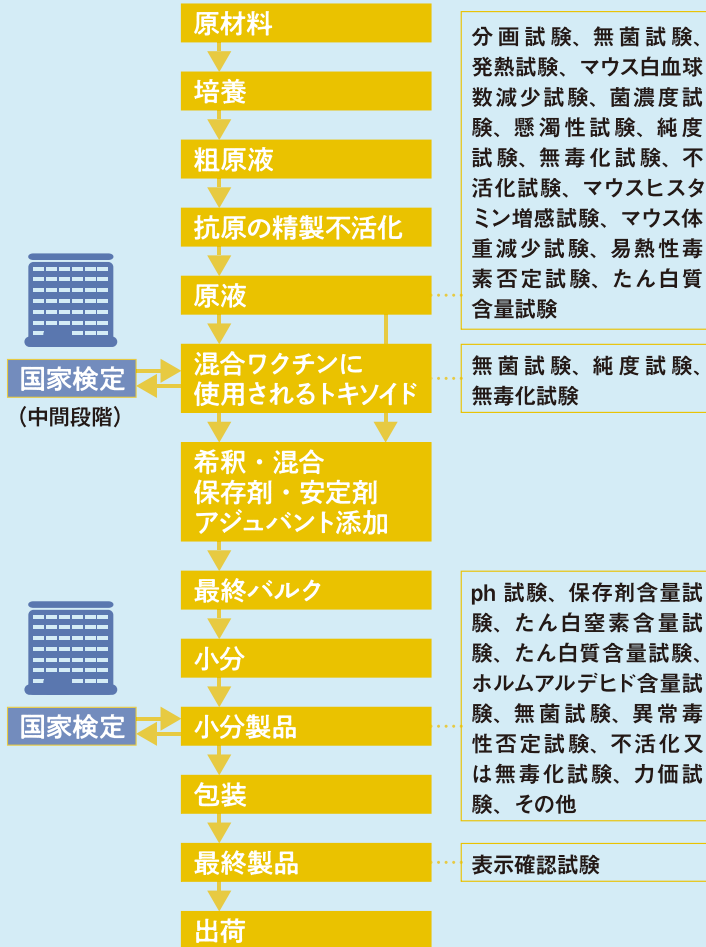 原材料
培養
粗原液
抗原の精製不活化
原液
分画試験、無菌試験、
発熱試験、マウス白血球
数減少試験、菌濃度試
験、懸濁性試験、純度
試験、無毒化試験、不
活化試験、マウスヒスタ
ミン増感試験、マウス体
重減少試験、易熱性毒
素否定試験、たん白質
含量試験
国家検定
（中間段階）
混合ワクチンに
使用されるトキソイド
無菌試験、純度試験、
無毒化試験
希釈・混合
保存剤・安定剤
アジュバント添加
最終バルク
小分
国家検定
小分製品
ph 試験、保存剤含量試
験、たん白窒素含量試
験、たん白質含量試験、
ホルムアルデヒド含量試
験、無菌試験、異常毒
性否定試験、不活化又
は無毒化試験、力価試
験、その他
包装
最終製品
表示確認試験
出荷